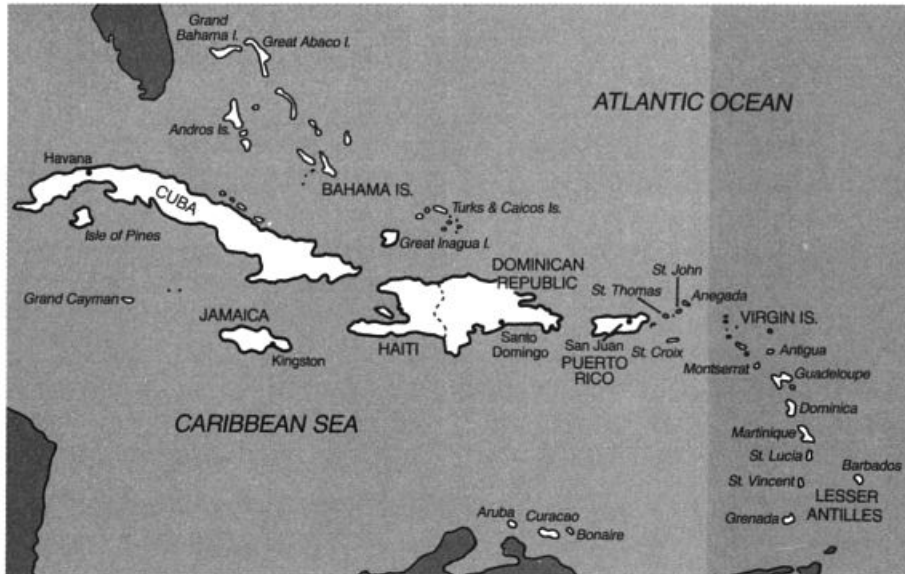 Grand
Bahama I.
Great Abaco I.
ATLANTIC OCEAN
Andros Is.
Havana
BAHAMA IS.
CUBA
Turks & Caicos Is.
Isle of Pines
Great Inagua I.
DOMINICAN
REPUBLIC
St. John
St. Thomas
Anegada
Grand Cayman
JAMAICA
VIRGIN IS.
Kingston
HAITI
Santo
Domingo
San Juan
PUERTO
RICO
St. Croix
Antigua
Montserrat
Guadeloupe
Dominica
CARIBBEAN SEA
Martinique
St. Lucia
Barbados
St. Vincent
LESSER
ANTILLES
Grenada
Aruba
Curacao
Bonaire